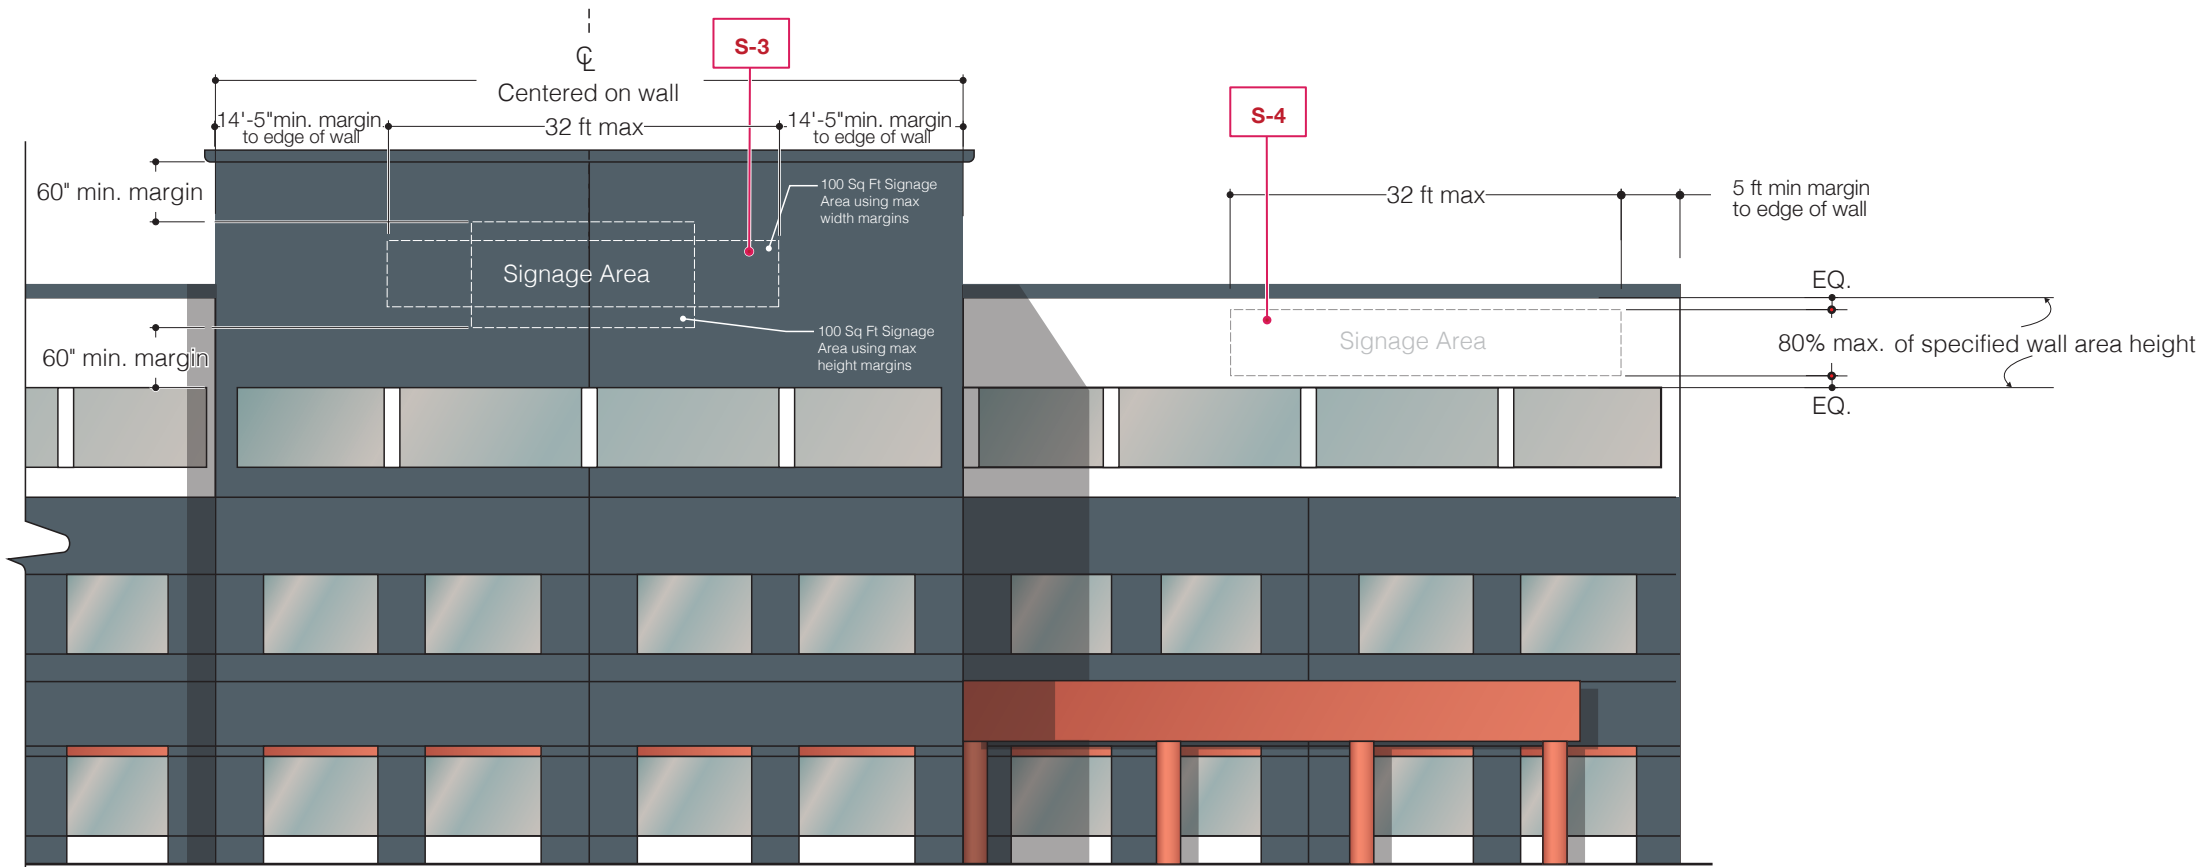 S-3
℄
Centered on wall
14'-5"min. margin
to edge of wall
32 ft max
14'-5"min. margin
to edge of wall
S-4
60" min. margin
100 Sq Ft Signage
Area using max
width margins
32 ft max
5 ft min margin
to edge of wall
Signage Area
EQ.
100 Sq Ft Signage
Area using max
height margins
60" min. margin
Signage Area
80% max. of specified wall area height
EQ.